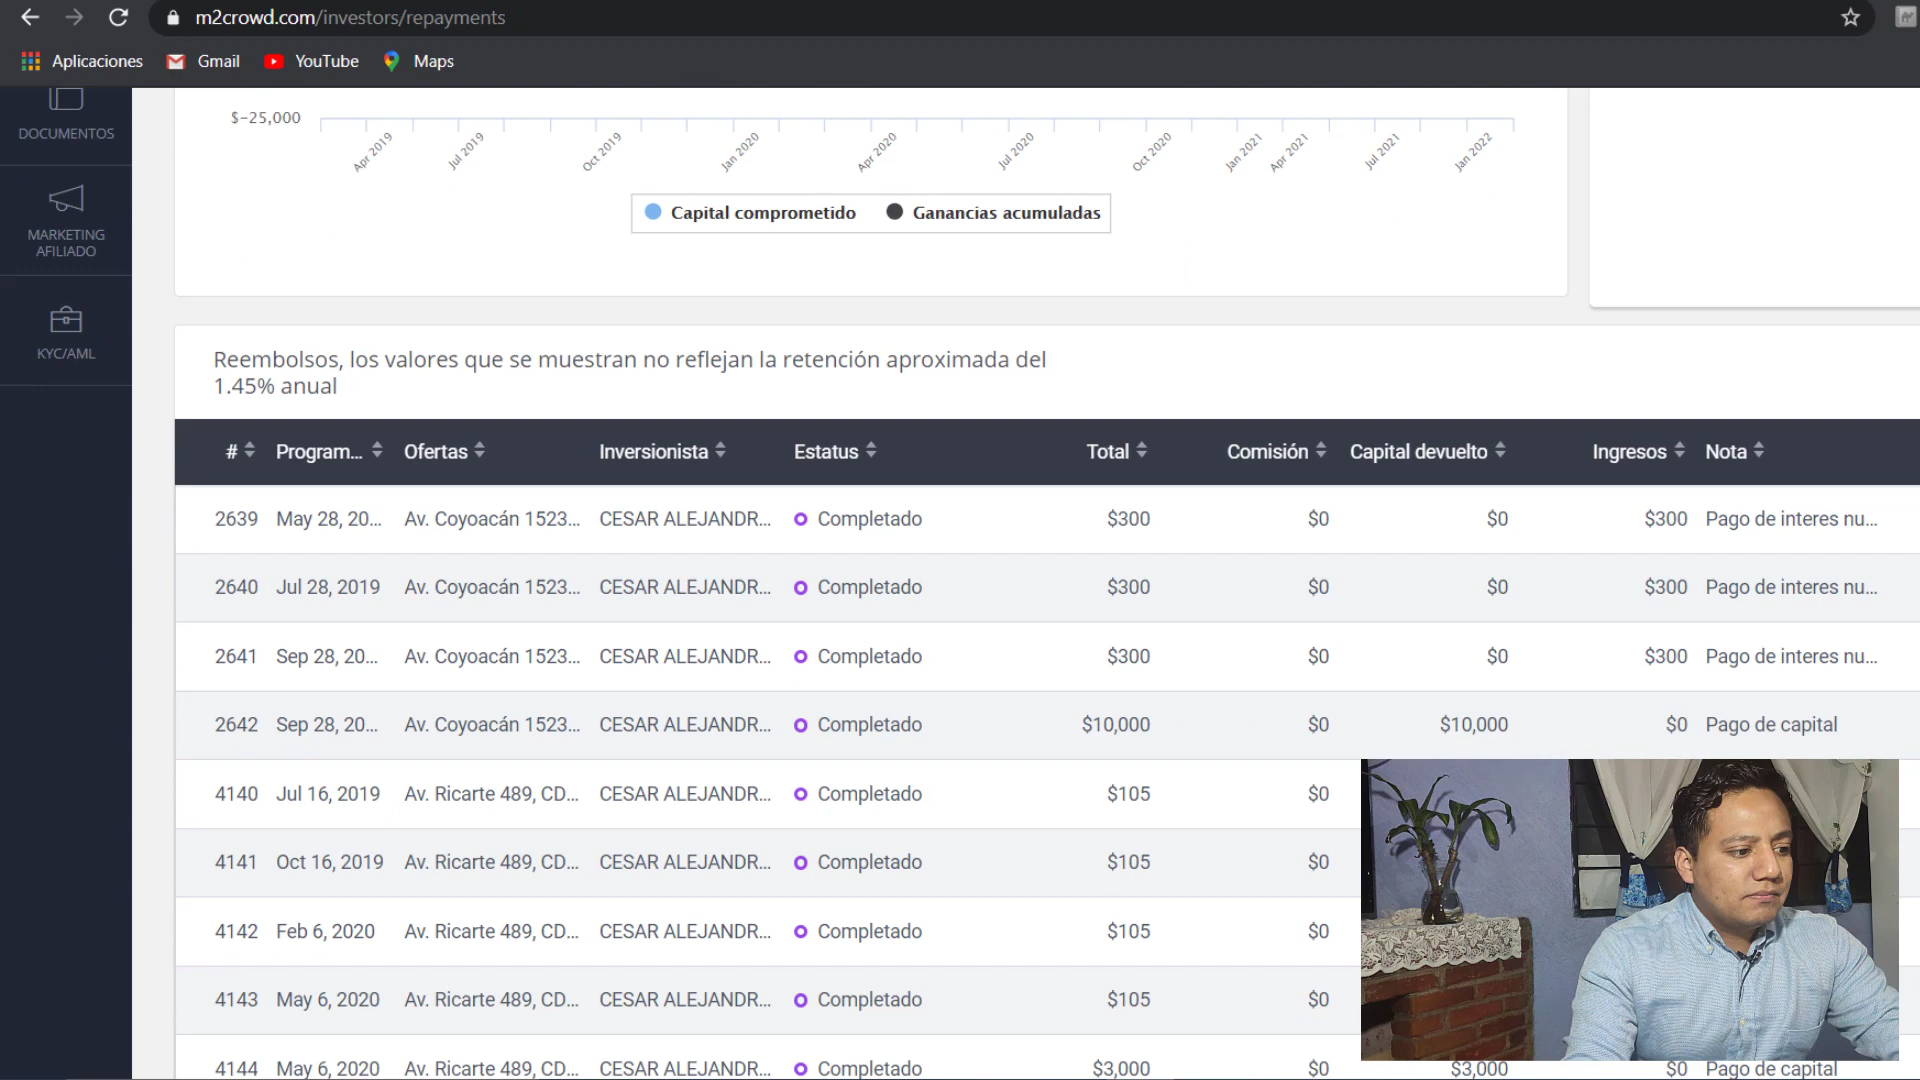 m2crowd.com/investors/repayments
Aplicaciones Gmail YouTube Maps
DOCUMENTOS
MARKETING
AFILIADO
KYC/AML
$-25,000
Apr 2019 Jul 2019 Oct 2019 Jan 2020 Apr 2020 Jul 2020 Oct 2020 Jan 2021 Apr 2021 Jul 2021 Jan 2022
Capital comprometido Ganancias acumuladas
Reembolsos, los valores que se muestran no reflejan la retención aproximada del
1.45% anual
# Program... Ofertas Inversionista Estatus Total Comisión Capital devuelto Ingresos Nota
2639 May 28, 20... Av. Coyoacán 1523... CESAR ALEJANDR... Completado $300 $0 $0 $300 Pago de interes nu...
2640 Jul 28, 2019 Av. Coyoacán 1523... CESAR ALEJANDR... Completado $300 $0 $0 $300 Pago de interes nu...
2641 Sep 28, 20... Av. Coyoacán 1523... CESAR ALEJANDR... Completado $300 $0 $0 $300 Pago de interes nu...
2642 Sep 28, 20... Av. Coyoacán 1523... CESAR ALEJANDR... Completado $10,000 $0 $10,000 $0 Pago de capital
4140 Jul 16, 2019 Av. Ricarte 489, CD... CESAR ALEJANDR... Completado $105 $0
4141 Oct 16, 2019 Av. Ricarte 489, CD... CESAR ALEJANDR... Completado $105 $0
4142 Feb 6, 2020 Av. Ricarte 489, CD... CESAR ALEJANDR... Completado $105 $0
4143 May 6, 2020 Av. Ricarte 489, CD... CESAR ALEJANDR... Completado $105 $0
4144 May 6, 2020 Av. Ricarte 489, CD... CESAR ALEJANDR... Completado $3,000 $0 $3,000 $0 Pago de capital